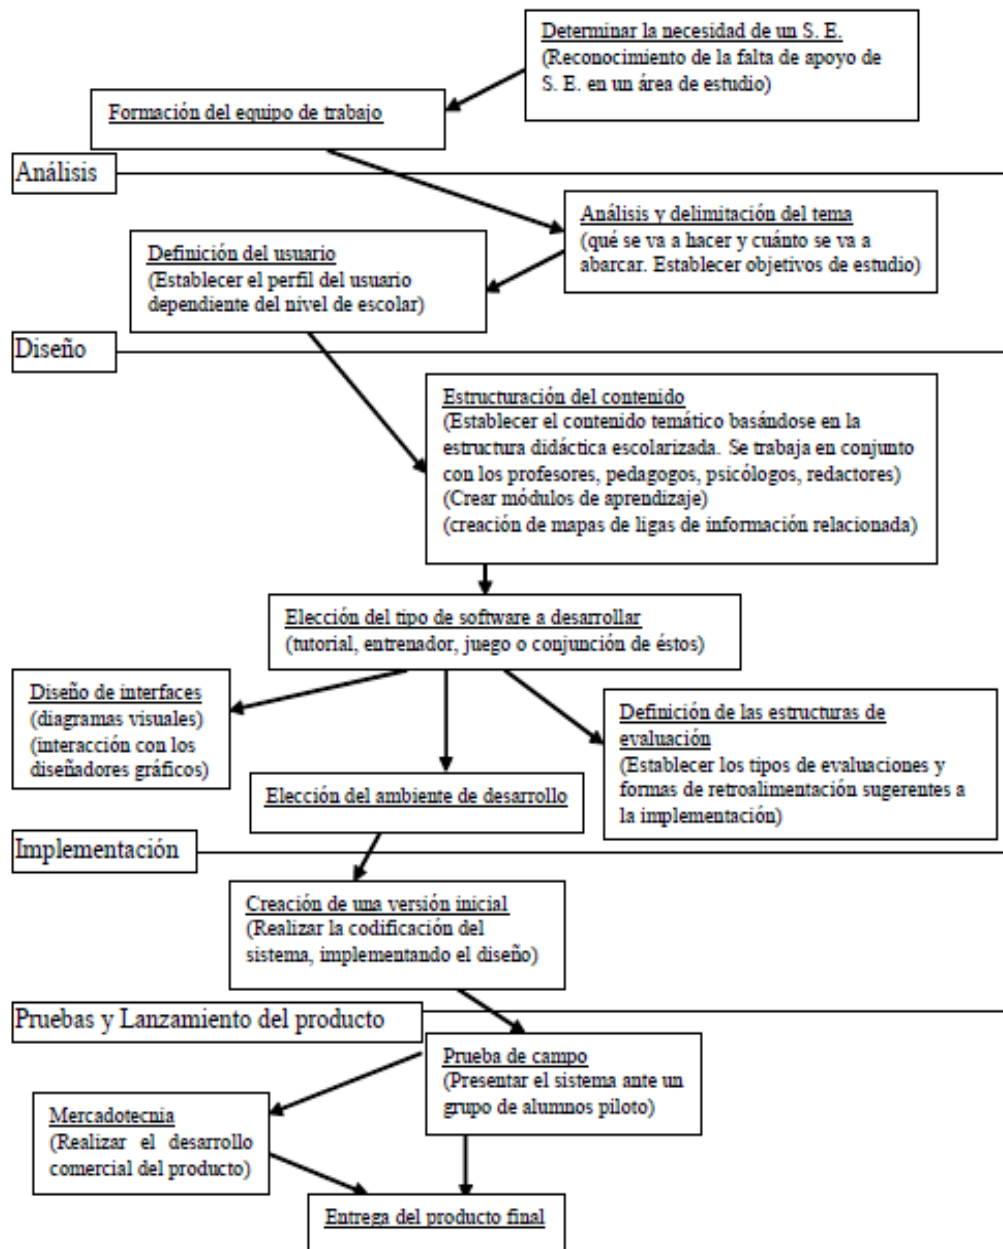 Determinar la necesidad de un S. E.
(Reconocimiento de la falta de apoyo de
S. E. en un área de estudio)
Formación del equipo de trabajo
Análisis
Análisis y delimitación del tema
(qué se va a hacer y cuánto se va a
abarcar. Establecer objetivos de estudio)
Definición del usuario
(Establecer el perfil del usuario
dependiente del nivel de escolar)
Diseño
Estructuración del contenido
(Establecer el contenido temático basándose en la
estructura didáctica escolarizada. Se trabaja en conjunto
con los profesores, pedagogos, psicólogos, redactores)
(Crear módulos de aprendizaje)
(creación de mapas de ligas de información relacionada)
Elección del tipo de software a desarrollar
(tutorial, entrenador, juego o conjunción de éstos)
Diseño de interfaces
(diagramas visuales)
(interacción con los
diseñadores gráficos)
Definición de las estructuras de
evaluación
(Establecer los tipos de evaluaciones y
formas de retroalimentación sugerentes a
la implementación)
Elección del ambiente de desarrollo
Implementación
Creación de una versión inicial
(Realizar la codificación del
sistema, implementando el diseño)
Pruebas y Lanzamiento del producto
Prueba de campo
(Presentar el sistema ante un
grupo de alumnos piloto)
Mercadotecnia
(Realizar el desarrollo
comercial del producto)
Entrega del producto final